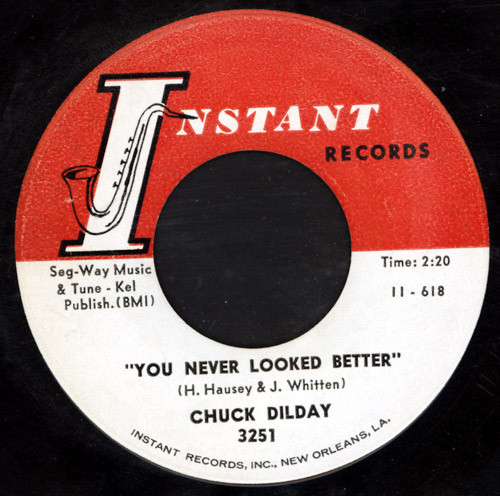 INSTANT
RECORDS
Seg-Way Music
& Tune - Kel
Publish.(BMI)
Time: 2:20
11 - 618
"YOU NEVER LOOKED BETTER"
(H. Hausey & J. Whitten)
CHUCK DILDAY
3251
INSTANT RECORDS, INC., NEW ORLEANS, LA.